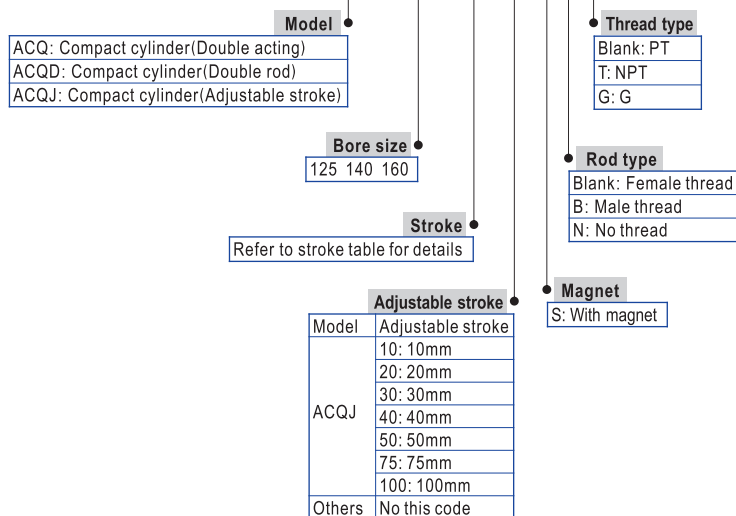 Model
ACQ: Compact cylinder(Double acting)
ACQD: Compact cylinder(Double rod)
ACQJ: Compact cylinder(Adjustable stroke)
Thread type
Blank: PT
T: NPT
G: G
Bore size
125 140 160
Rod type
Blank: Female thread
B: Male thread
N: No thread
Stroke
Refer to stroke table for details
Magnet
S: With magnet
Adjustable stroke
Model Adjustable stroke
ACQJ
10: 10mm
20: 20mm
30: 30mm
40: 40mm
50: 50mm
75: 75mm
100: 100mm
Others No this code